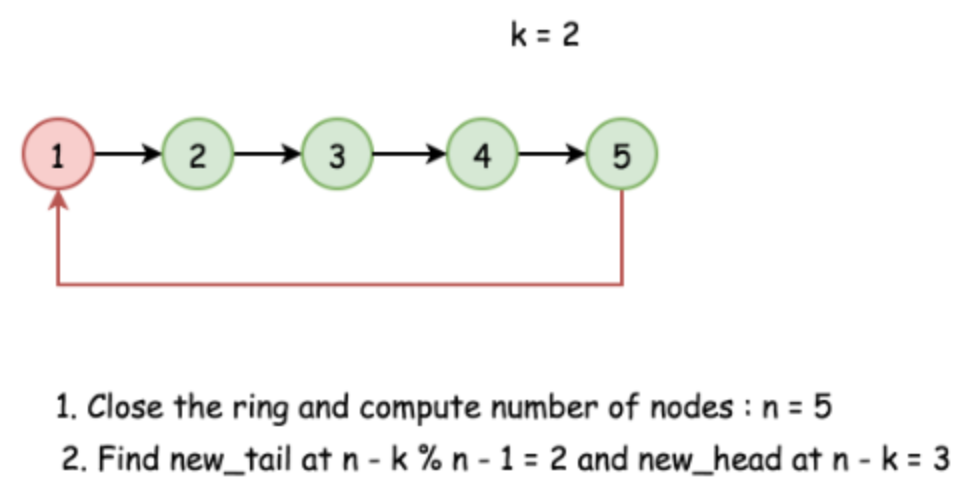 k = 2
1 2 3 4 5
1. Close the ring and compute number of nodes : n = 5
2. Find new_tail at n - k % n - 1 = 2 and new_head at n - k = 3